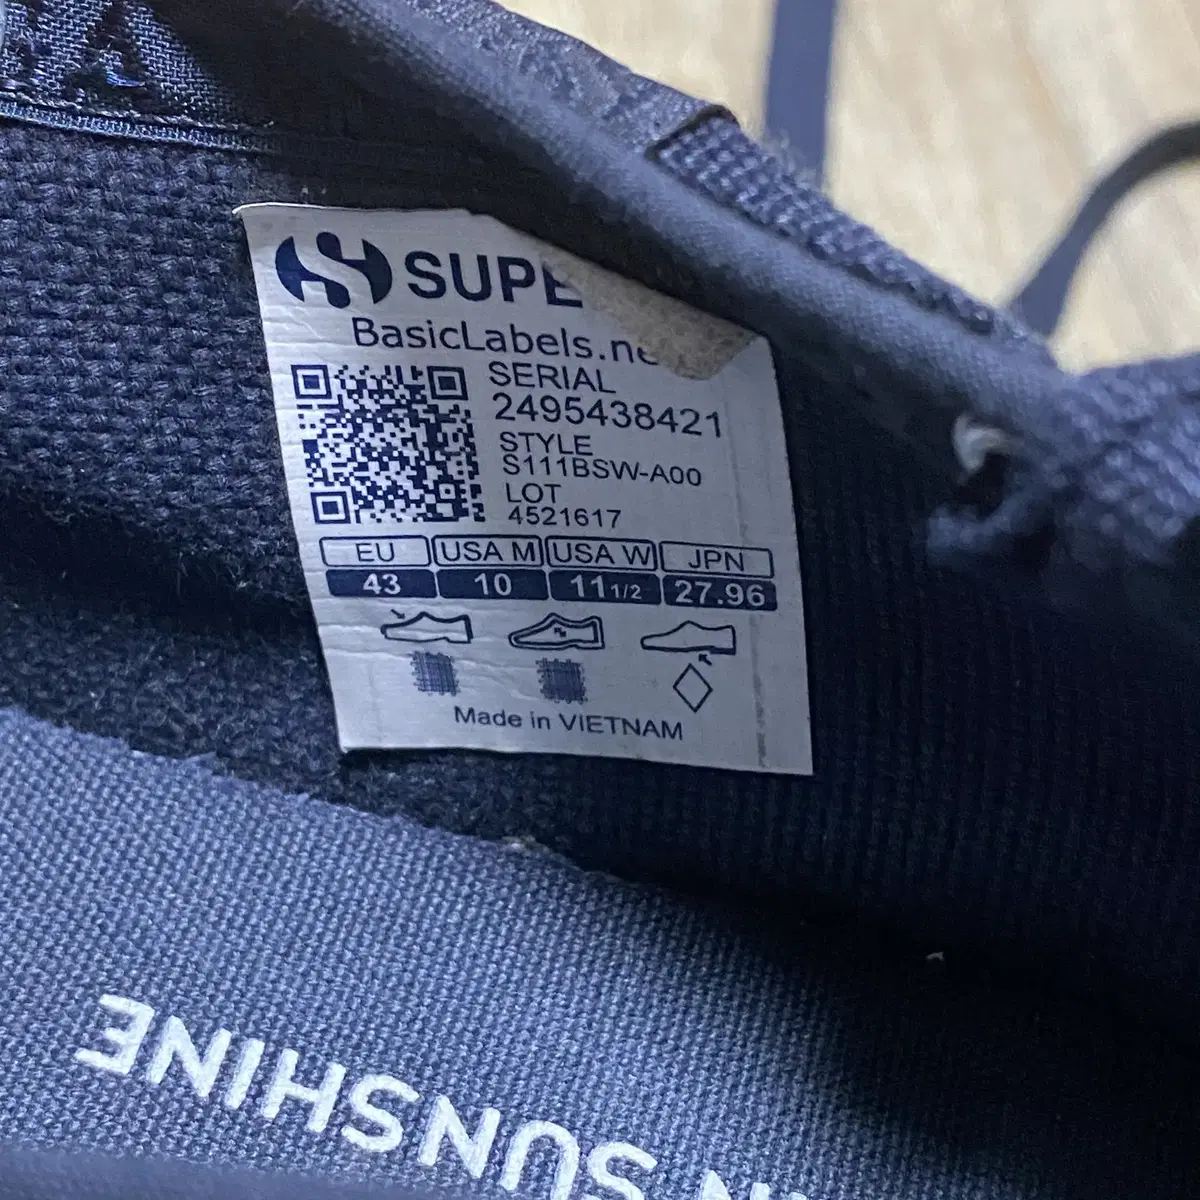 SUPE
BasicLabels.ne
SERIAL
2495438421
STYLE
S111BSW-A00
LOT
4521617
EU USA M USA W JPN
43 10 11 1/2 27.96
Made in VIETNAM
N SUNSHINE